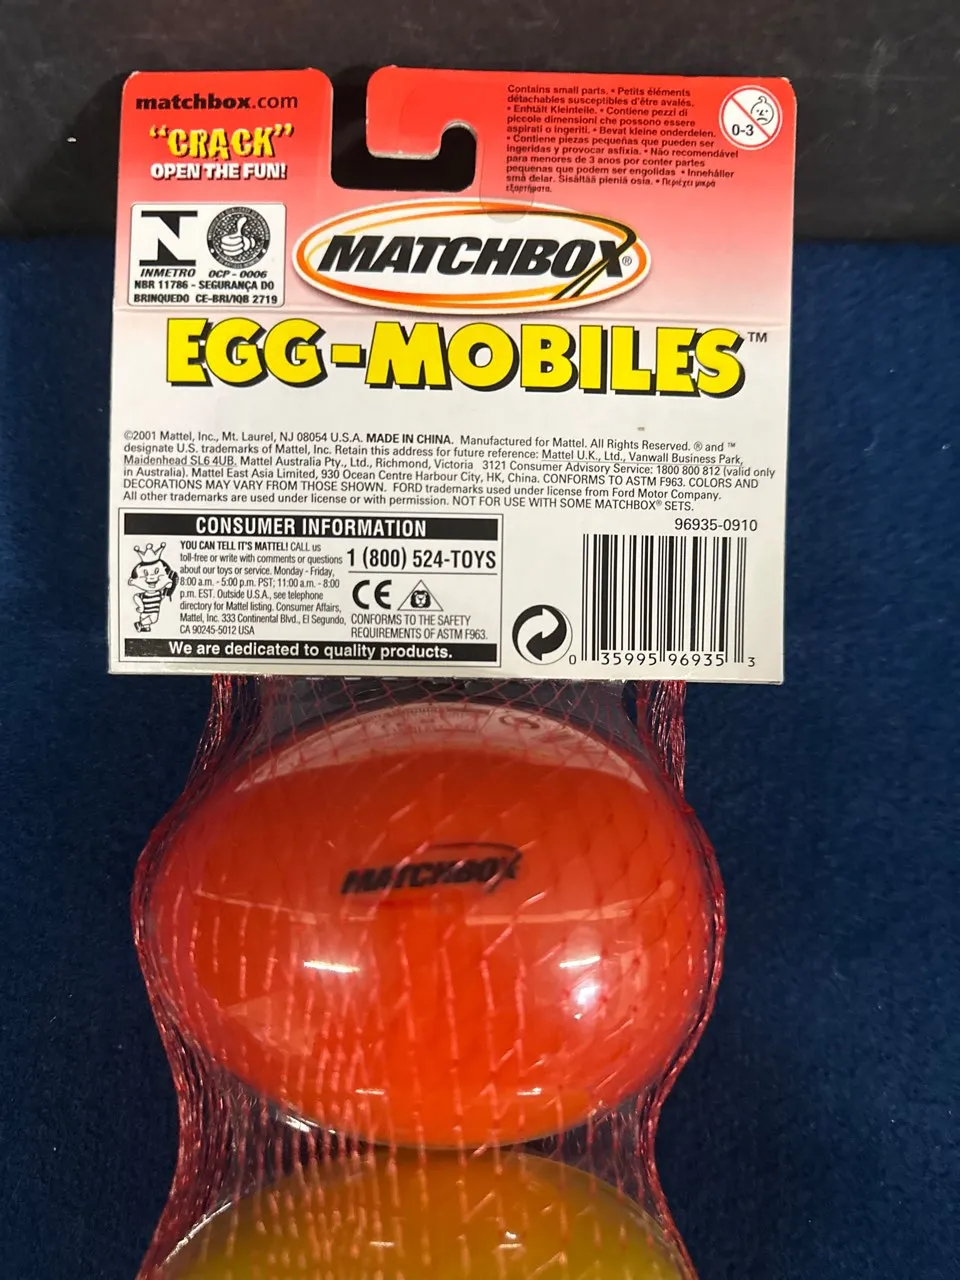 matchbox.com
"CRACK"
OPEN THE FUN!
Contains small parts. • Petits éléments
détachables susceptibles d'être avalés.
• Enthält Kleinteile. • Contiene pezzi di
piccole dimensioni che possono essere
aspirati o ingeriti. • Bevat kleine onderdelen.
• Contiene piezas pequeñas que pueden ser
ingeridas y provocar asfixia. • Não recomendável
para menores de 3 anos por conter partes
pequenas que podem ser engolidas • Inneháller
små delar. Sisältää pieniä osia. • Περιέχει μικρά
εξαρτήματα.
0-3
N
INMETRO OCP - 0006
NBR 11786 - SEGURANÇA DO
BRINQUEDO CE-BRI/IQB 2719
MATCHBOX®
EGG-MOBILES™
©2001 Mattel, Inc., Mt. Laurel, NJ 08054 U.S.A. MADE IN CHINA. Manufactured for Mattel. All Rights Reserved. ® and ™
designate U.S. trademarks of Mattel, Inc. Retain this address for future reference: Mattel U.K., Ltd., Vanwall Business Park,
Maidenhead SL6 4UB. Mattel Australia Pty., Ltd., Richmond, Victoria 3121 Consumer Advisory Service: 1800 800 812 (valid only
in Australia). Mattel East Asia Limited, 930 Ocean Centre Harbour City, HK, China. CONFORMS TO ASTM F963. COLORS AND
DECORATIONS MAY VARY FROM THOSE SHOWN. FORD trademarks used under license from Ford Motor Company.
All other trademarks are used under license or with permission. NOT FOR USE WITH SOME MATCHBOX® SETS.
96935-0910
CONSUMER INFORMATION
YOU CAN TELL IT'S MATTEL! CALL us
toll-free or write with comments or questions
about our toys or service. Monday - Friday,
8:00 a.m. - 5:00 p.m. PST; 11:00 a.m. - 8:00
p.m. EST. Outside U.S.A., see telephone
directory for Mattel listing. Consumer Affairs,
Mattel, Inc. 333 Continental Blvd., El Segundo,
CA 90245-5012 USA
1 (800) 524-TOYS
CE
CONFORMS TO THE SAFETY
REQUIREMENTS OF ASTM F963.
We are dedicated to quality products.
0 35995 96935 3
MATCHBOX